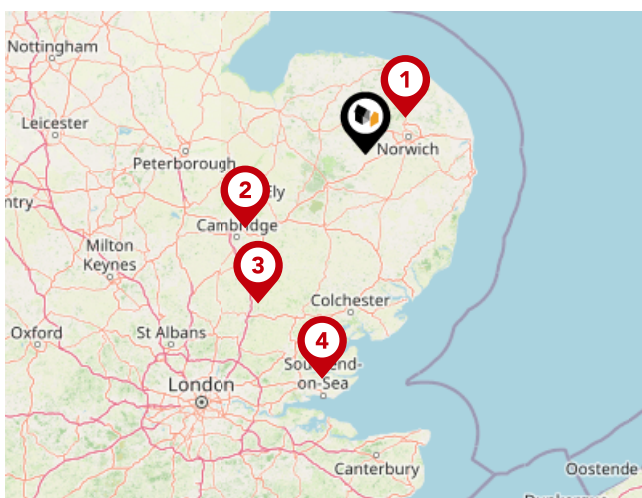 Nottingham
1
Leicester
Norwich
Peterborough
2
Ely
ntry
Cambridge
Milton
Keynes
3
Colchester
Oxford
St Albans
4
on-Sea
London
Canterbury
Oostende